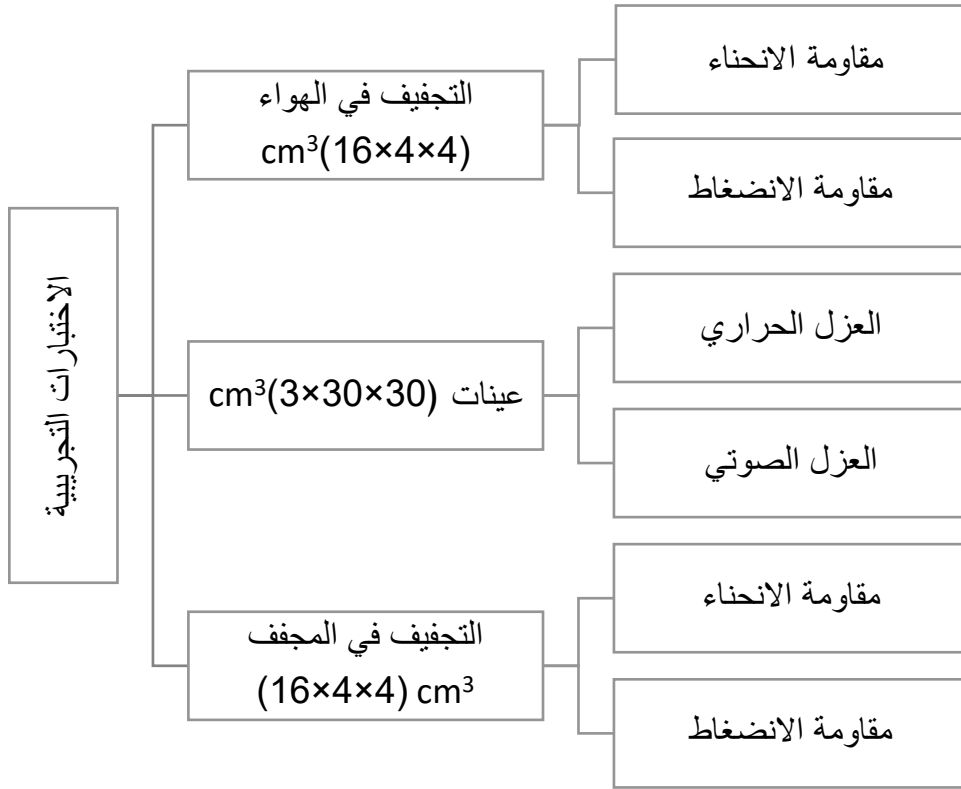 الاختبارات التجريبية
التجفيف في الهواء
cm³(16×4×4)
مقاومة الانحناء
مقاومة الانضغاط
عينات (30×30×3)cm³
العزل الحراري
العزل الصوتي
التجفيف في المجفف
(16×4×4) cm³
مقاومة الانحناء
مقاومة الانضغاط